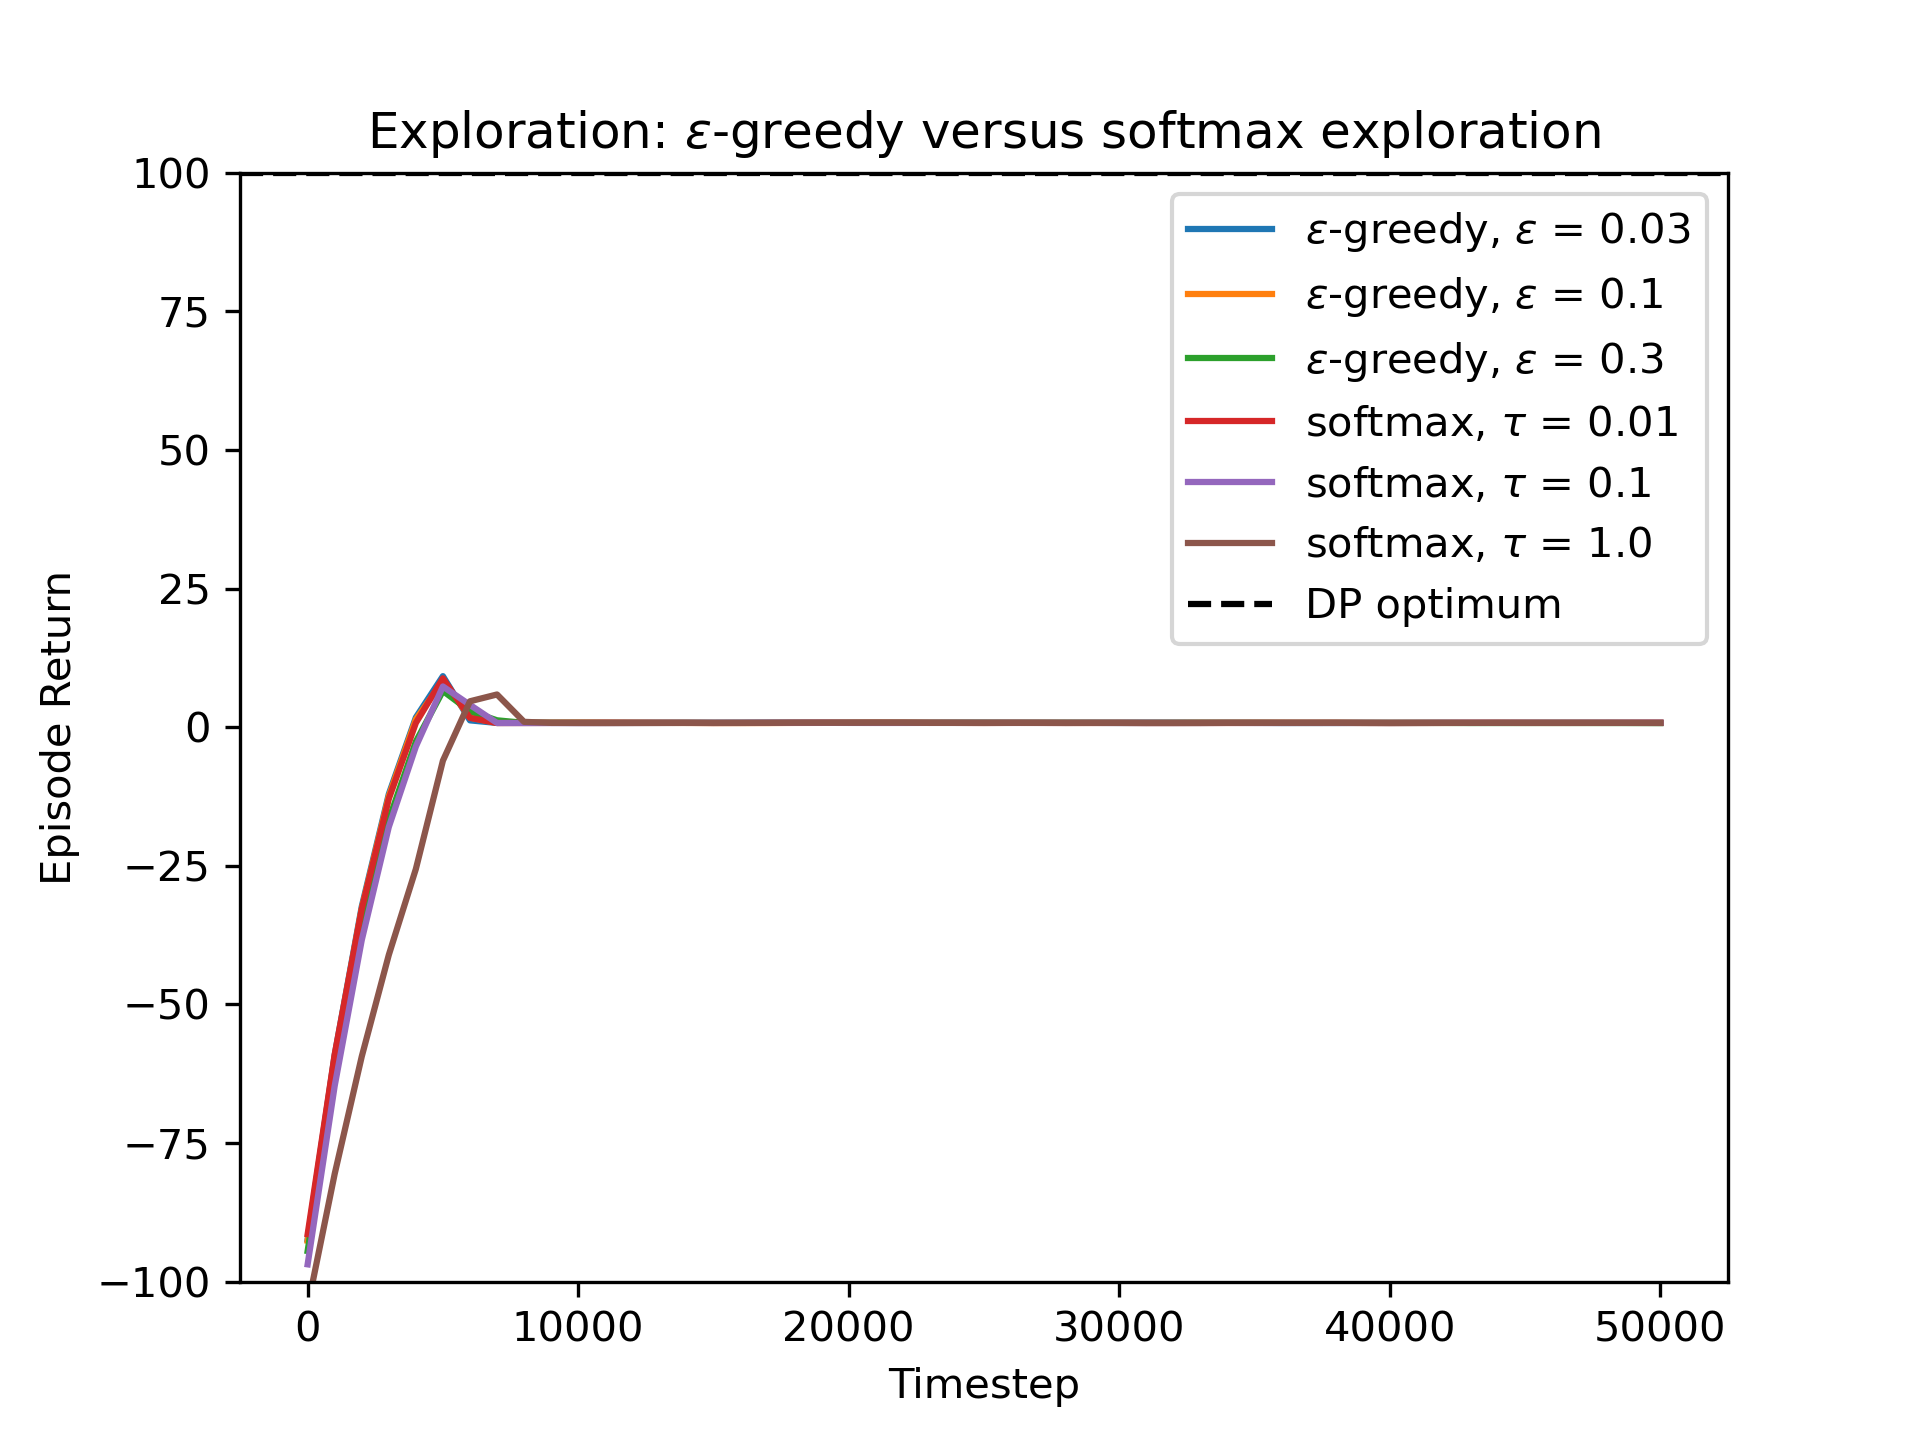 Exploration: ε-greedy versus softmax exploration
100
75
50
25
0
−25
−50
−75
−100
Episode Return
ε-greedy, ε = 0.03
ε-greedy, ε = 0.1
ε-greedy, ε = 0.3
softmax, τ = 0.01
softmax, τ = 0.1
softmax, τ = 1.0
DP optimum
0 10000 20000 30000 40000 50000
Timestep